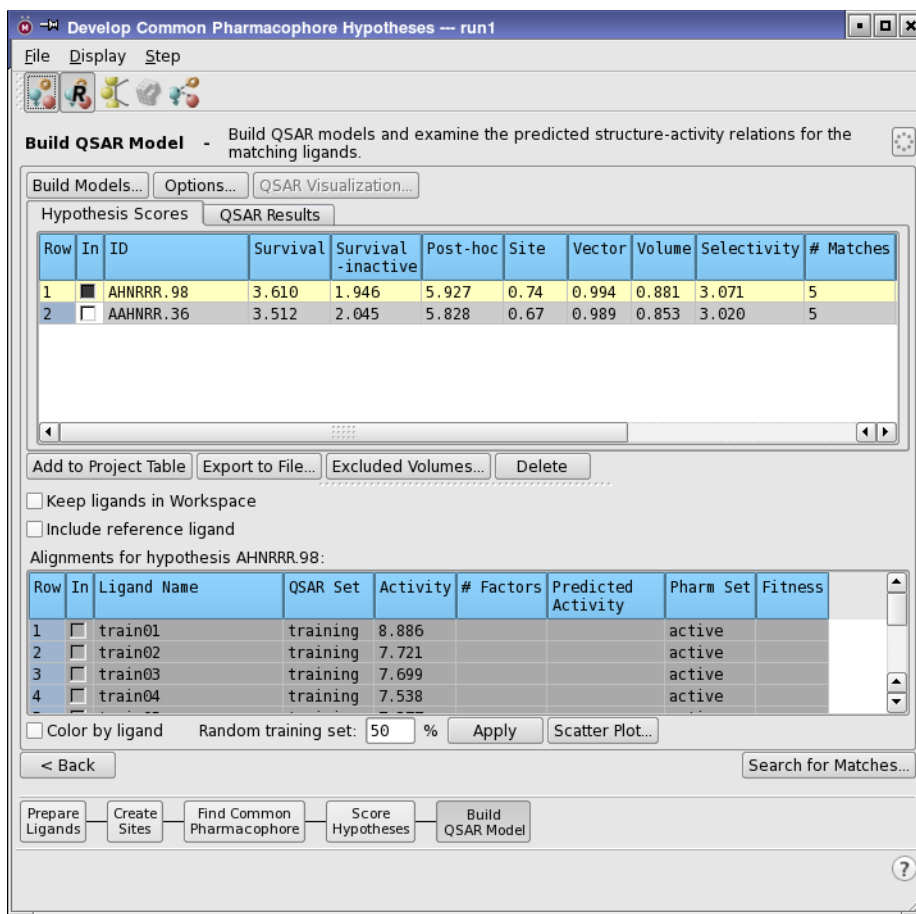 Develop Common Pharmacophore Hypotheses --- run1
File Display Step
Build QSAR Model - Build QSAR models and examine the predicted structure-activity relations for the
matching ligands.
Build Models... Options... QSAR Visualization...
Hypothesis Scores QSAR Results
Row In ID Survival Survival Post-hoc Site Vector Volume Selectivity # Matches
-inactive
1 AHNRRR.98 3.610 1.946 5.927 0.74 0.994 0.881 3.071 5
2 AAHNRR.36 3.512 2.045 5.828 0.67 0.989 0.853 3.020 5
Add to Project Table Export to File... Excluded Volumes... Delete
Keep ligands in Workspace
Include reference ligand
Alignments for hypothesis AHNRRR.98:
Row In Ligand Name QSAR Set Activity # Factors Predicted Pharm Set Fitness
Activity
1 train01 training 8.886 active
2 train02 training 7.721 active
3 train03 training 7.699 active
4 train04 training 7.538 active
Color by ligand Random training set: 50 % Apply Scatter Plot...
< Back Search for Matches...
Prepare Create Find Common Score Build
Ligands Sites Pharmacophore Hypotheses QSAR Model
?